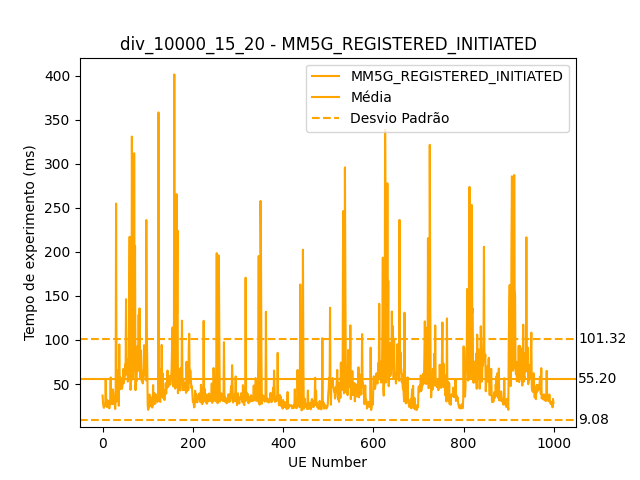 div_10000_15_20 - MM5G_REGISTERED_INITIATED
MM5G_REGISTERED_INITIATED
Média
Desvio Padrão
Tempo de experimento (ms)
400
350
300
250
200
150
100
50
101.32
55.20
9.08
0 200 400 600 800 1000
UE Number